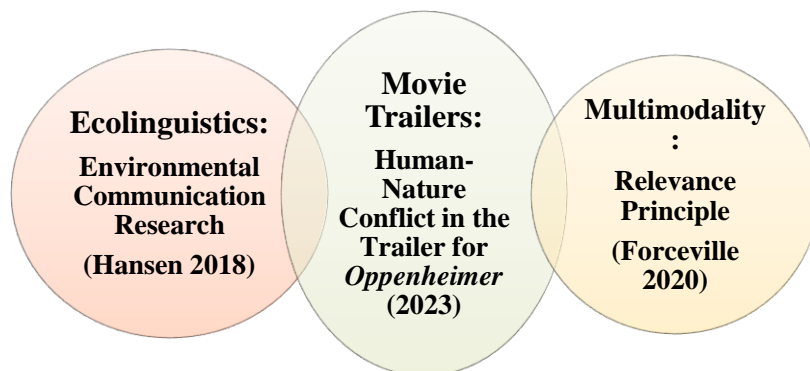 Ecolinguistics:
Environmental
Communication
Research
(Hansen 2018)
Movie
Trailers:
Human-
Nature
Conflict in the
Trailer for
Oppenheimer
(2023)
Multimodality
:
Relevance
Principle
(Forceville
2020)